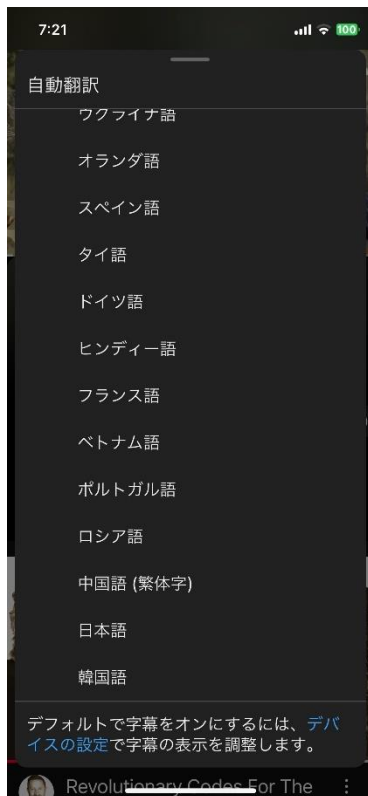 7:21
100
自動翻訳
ウクライナ語
オランダ語
スペイン語
タイ語
ドイツ語
ヒンディー語
フランス語
ベトナム語
ポルトガル語
ロシア語
中国語 (繁体字)
日本語
韓国語
デフォルトで字幕をオンにするには、デバ
イスの設定で字幕の表示を調整します。
Revolutionary Codes For The